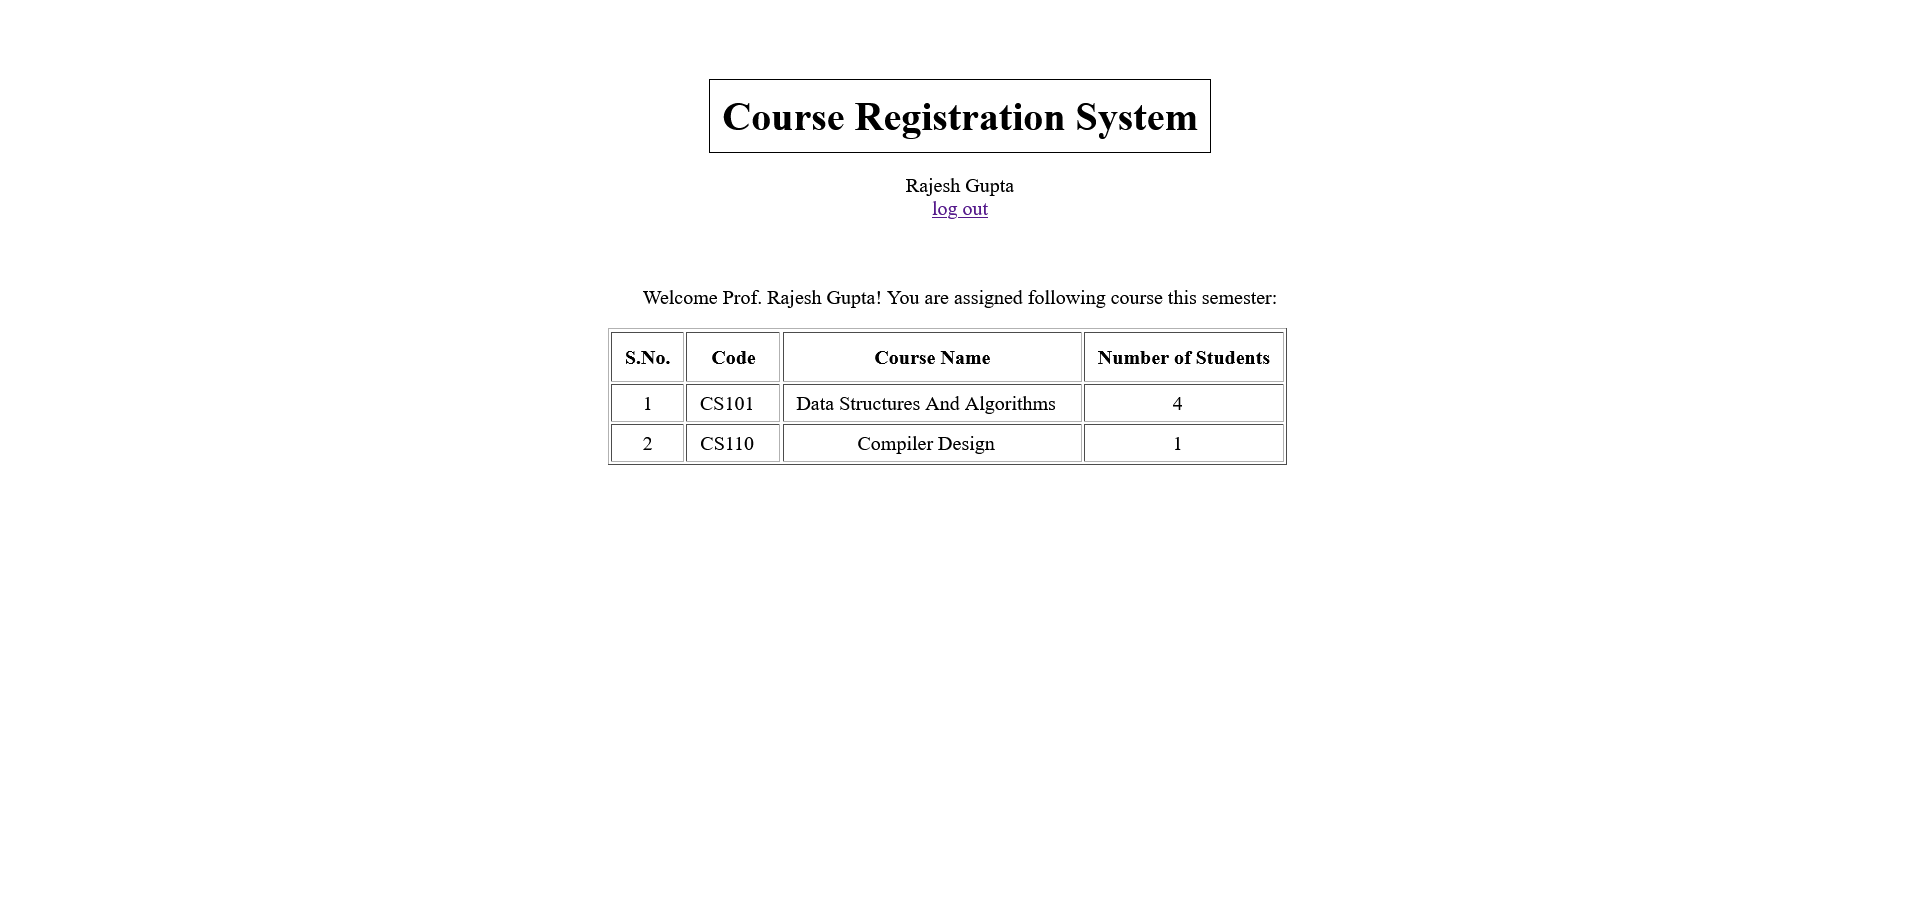 Course Registration System
Rajesh Gupta
log out
Welcome Prof. Rajesh Gupta! You are assigned following course this semester:
S.No. Code Course Name Number of Students
1 CS101 Data Structures And Algorithms 4
2 CS110 Compiler Design 1